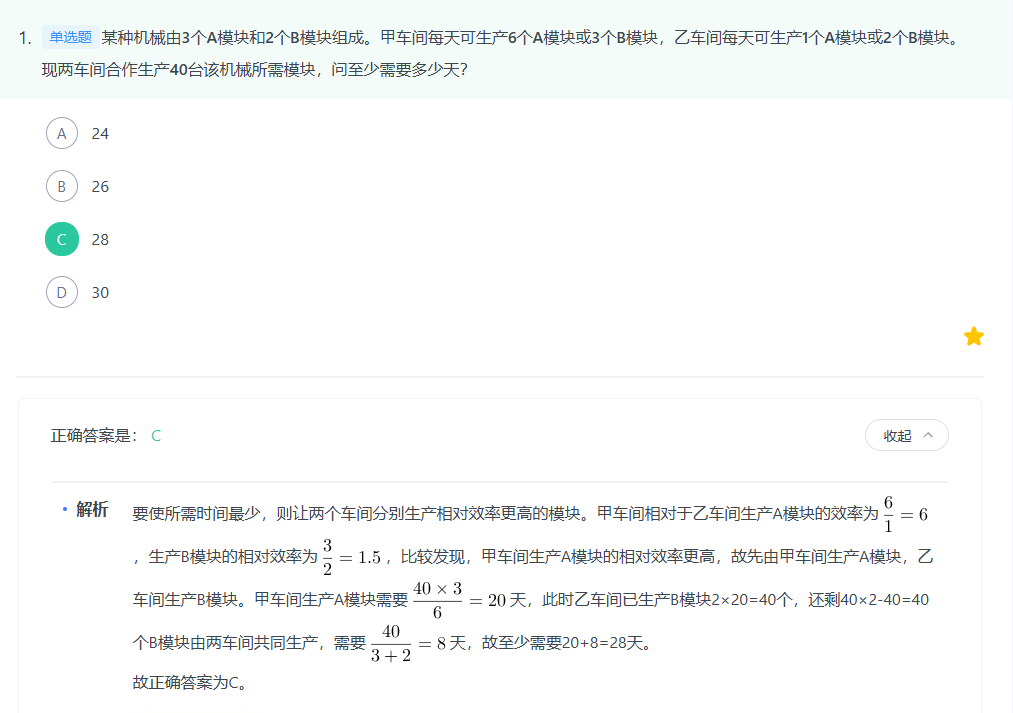 1. 单选题 某种机械由3个A模块和2个B模块组成。甲车间每天可生产6个A模块或3个B模块，乙车间每天可生产1个A模块或2个B模块。
现两车间合作生产40台该机械所需模块，问至少需要多少天?
A 24
B 26
C 28
D 30
正确答案是： C
收起
• 解析 要使所需时间最少，则让两个车间分别生产相对效率更高的模块。甲车间相对于乙车间生产A模块的效率为 6/1 = 6
，生产B模块的相对效率为 3/2 = 1.5 ，比较发现，甲车间生产A模块的相对效率更高，故先由甲车间生产A模块，乙
车间生产B模块。甲车间生产A模块需要 (40 × 3)/6 = 20 天，此时乙车间已生产B模块2×20=40个，还剩40×2-40=40
个B模块由两车间共同生产，需要 40/(3 + 2) = 8 天，故至少需要20+8=28天。
故正确答案为C。